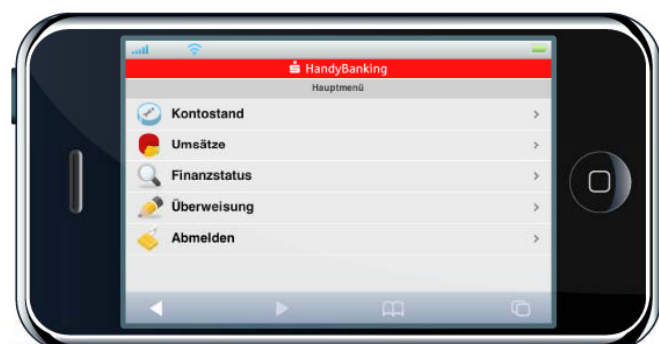 HandyBanking
Hauptmenü
Kontostand
Umsätze
Finanzstatus
Überweisung
Abmelden